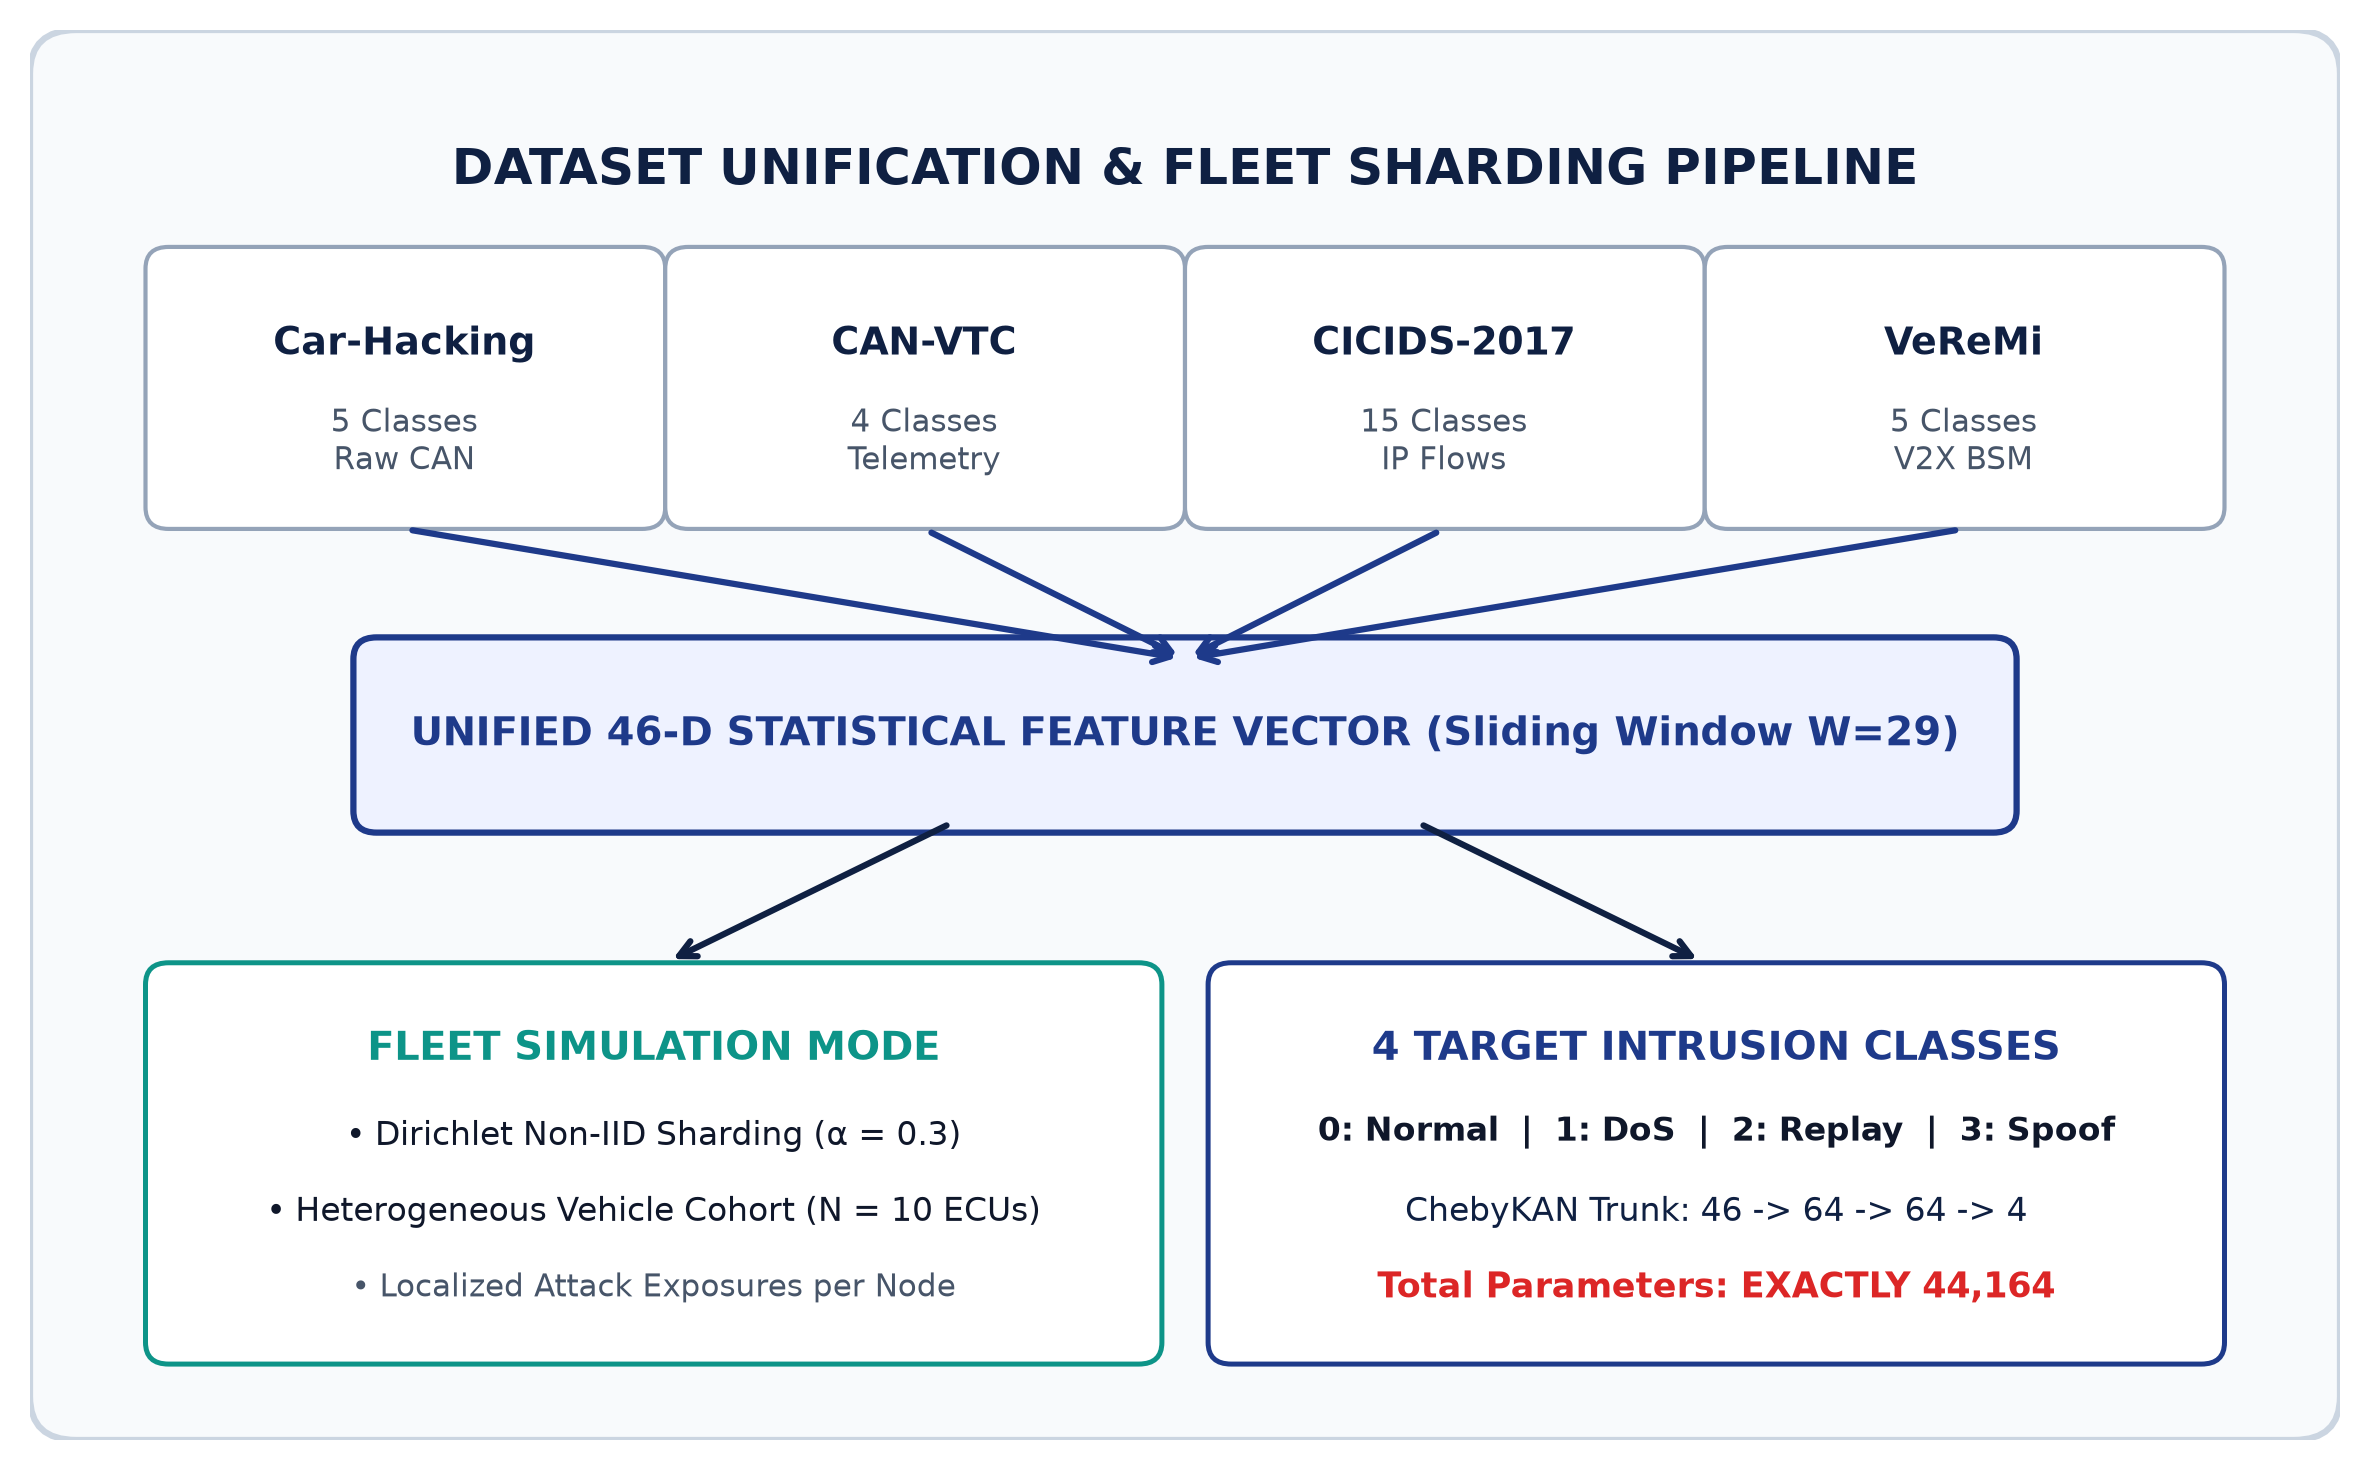 DATASET UNIFICATION & FLEET SHARDING PIPELINE
Car-Hacking
5 Classes
Raw CAN
CAN-VTC
4 Classes
Telemetry
CICIDS-2017
15 Classes
IP Flows
VeReMi
5 Classes
V2X BSM
UNIFIED 46-D STATISTICAL FEATURE VECTOR (Sliding Window W=29)
FLEET SIMULATION MODE
• Dirichlet Non-IID Sharding (α = 0.3)
• Heterogeneous Vehicle Cohort (N = 10 ECUs)
• Localized Attack Exposures per Node
4 TARGET INTRUSION CLASSES
0: Normal | 1: DoS | 2: Replay | 3: Spoof
ChebyKAN Trunk: 46 -> 64 -> 64 -> 4
Total Parameters: EXACTLY 44,164